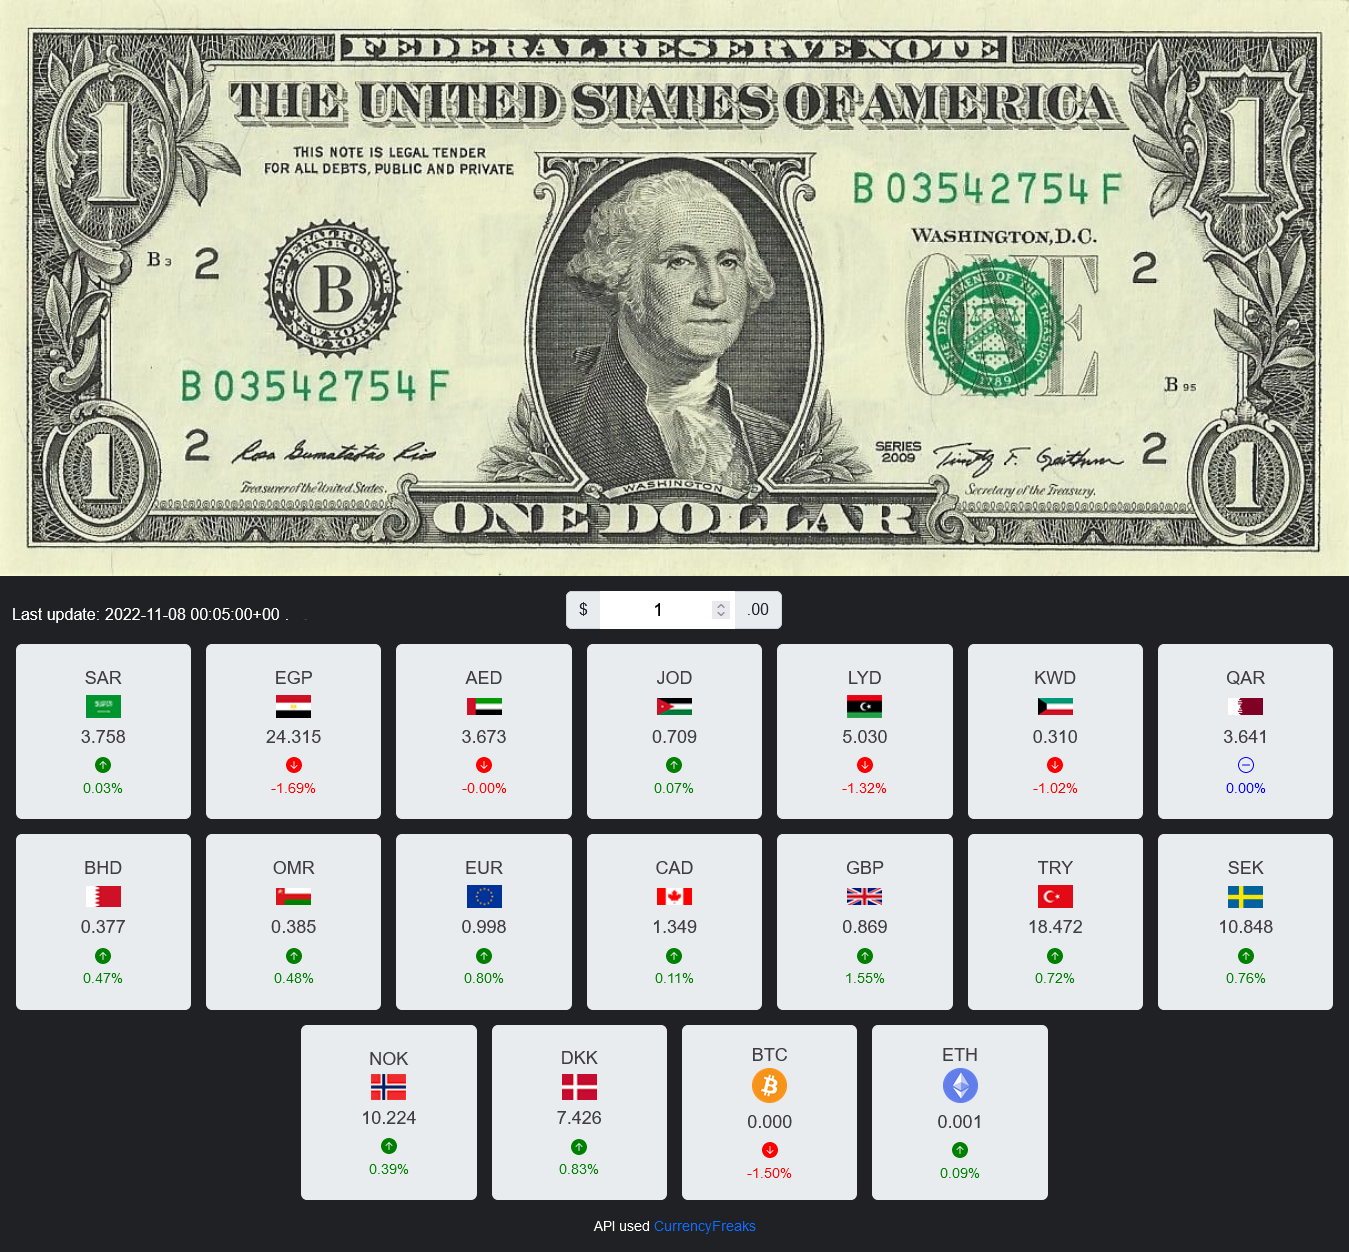 FEDERAL RESERVE NOTE
THE UNITED STATES OF AMERICA
THIS NOTE IS LEGAL TENDER
FOR ALL DEBTS, PUBLIC AND PRIVATE
B 03542754 F
WASHINGTON, D.C.
1
1
B 3
2
FEDERAL RESERVE BANK OF NEW YORK
B
ONE
THE DEPARTMENT OF THE TREASURY
1789
2
B 03542754 F
B 95
2
Rosa Gumataotao Rios
Treasurer of the United States.
SERIES
2009
Timothy F. Geithner
Secretary of the Treasury.
2
1
1
WASHINGTON
ONE DOLLAR
Last update: 2022-11-08 00:05:00+00 .
$ 1 .00
SAR EGP AED JOD LYD KWD QAR
3.758 24.315 3.673 0.709 5.030 0.310 3.641
0.03% -1.69% -0.00% 0.07% -1.32% -1.02% 0.00%
BHD OMR EUR CAD GBP TRY SEK
0.377 0.385 0.998 1.349 0.869 18.472 10.848
0.47% 0.48% 0.80% 0.11% 1.55% 0.72% 0.76%
NOK DKK BTC ETH
10.224 7.426 0.000 0.001
0.39% 0.83% -1.50% 0.09%
API used CurrencyFreaks